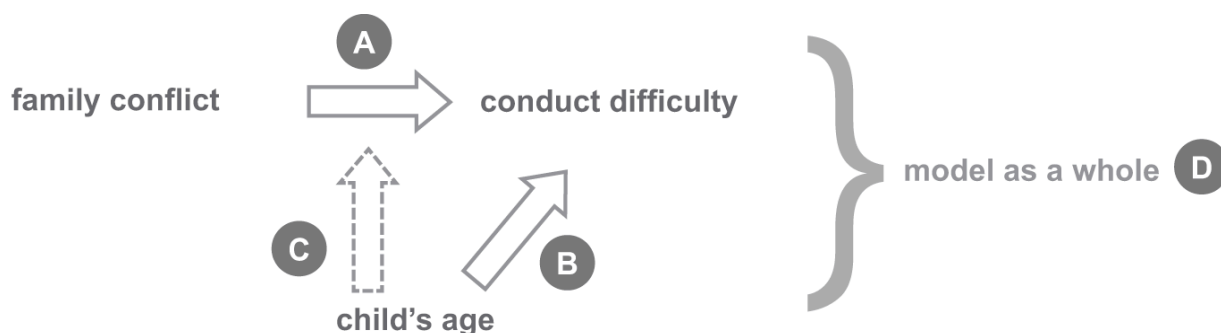 A
family conflict
conduct difficulty
model as a whole
D
C
B
child’s age